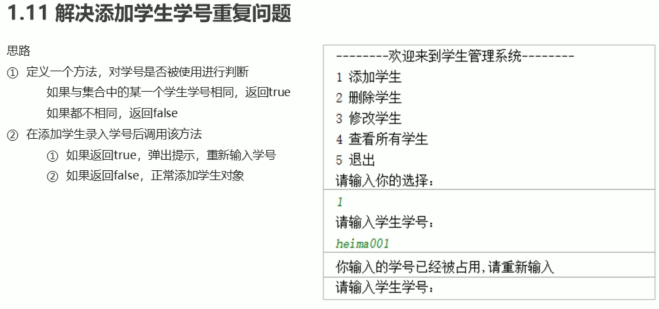 1.11 解决添加学生学号重复问题
思路
① 定义一个方法，对学号是否被使用进行判断
如果与集合中的某一个学生学号相同，返回true
如果都不相同，返回false
② 在添加学生录入学号后调用该方法
① 如果返回true，弹出提示，重新输入学号
② 如果返回false，正常添加学生对象
--------欢迎来到学生管理系统--------
1 添加学生
2 删除学生
3 修改学生
4 查看所有学生
5 退出
请输入你的选择：
1
请输入学生学号：
heima001
你输入的学号已经被占用,请重新输入
请输入学生学号：